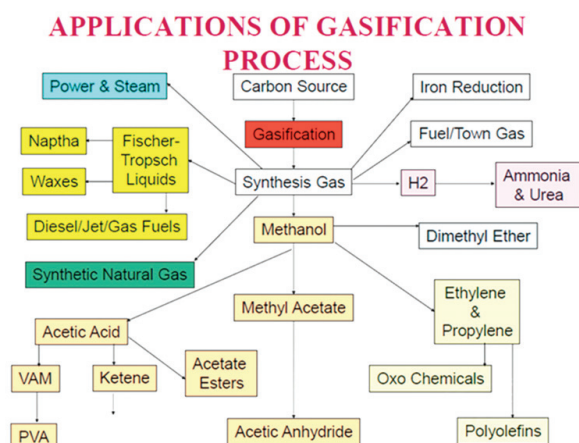 APPLICATIONS OF GASIFICATION
PROCESS
Power & Steam
Carbon Source
Iron Reduction
Naptha
Fischer-
Tropsch
Liquids
Gasification
Fuel/Town Gas
Waxes
Synthesis Gas
H2
Ammonia
& Urea
Diesel/Jet/Gas Fuels
Methanol
Dimethyl Ether
Synthetic Natural Gas
Methyl Acetate
Ethylene
&
Propylene
Acetic Acid
VAM
Ketene
Acetate
Esters
Oxo Chemicals
PVA
Acetic Anhydride
Polyolefins